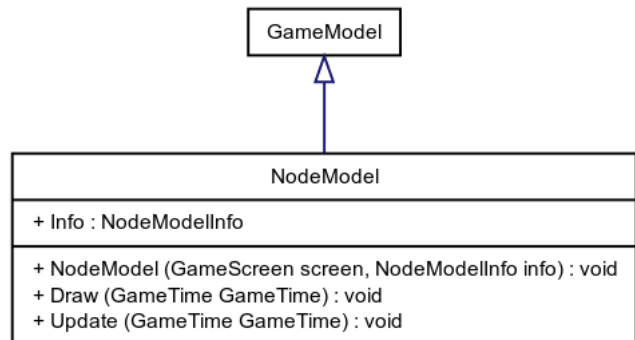 GameModel
NodeModel
+ Info : NodeModelInfo
+ NodeModel (GameScreen screen, NodeModelInfo info) : void
+ Draw (GameTime GameTime) : void
+ Update (GameTime GameTime) : void